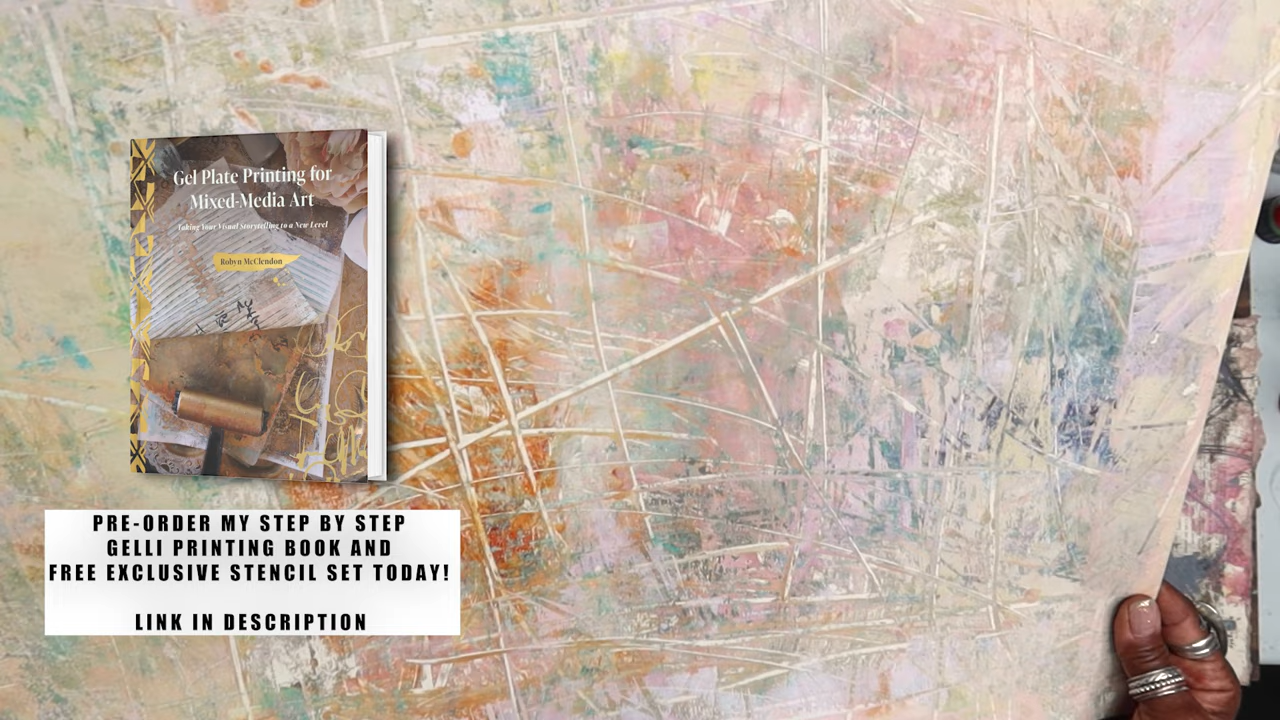 Gel Plate Printing for
Mixed-Media Art
Taking Your Visual Storytelling to a New Level
Robyn McClendon
PRE-ORDER MY STEP BY STEP
GELLI PRINTING BOOK AND
FREE EXCLUSIVE STENCIL SET TODAY!
LINK IN DESCRIPTION